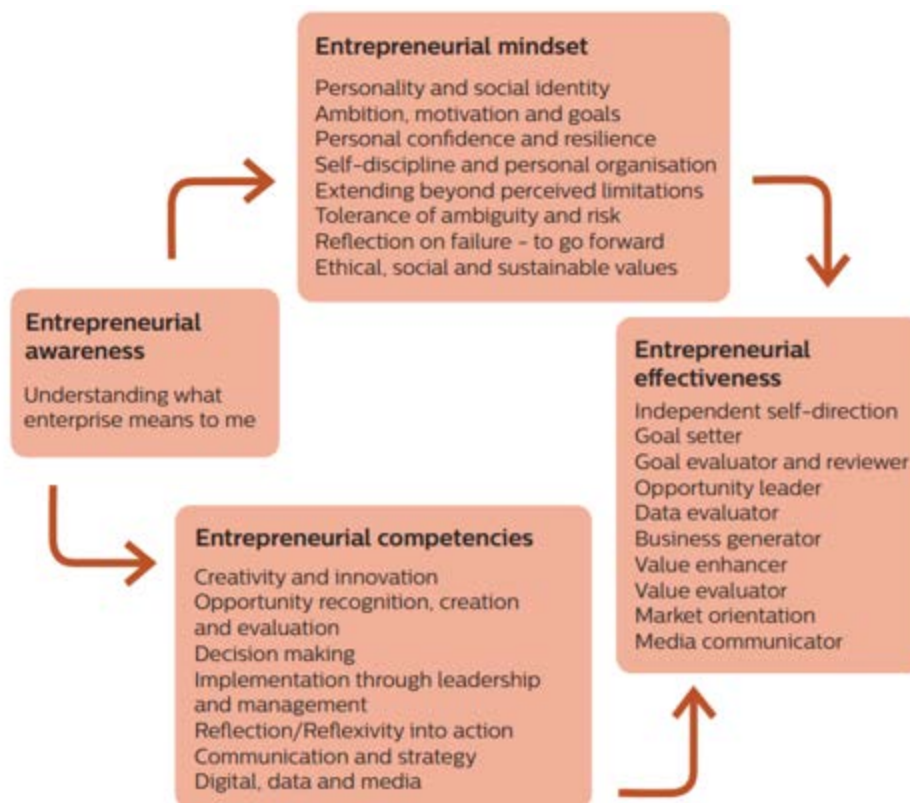 Entrepreneurial mindset
Personality and social identity
Ambition, motivation and goals
Personal confidence and resilience
Self-discipline and personal organisation
Extending beyond perceived limitations
Tolerance of ambiguity and risk
Reflection on failure - to go forward
Ethical, social and sustainable values
Entrepreneurial
awareness
Understanding what
enterprise means to me
Entrepreneurial competencies
Creativity and innovation
Opportunity recognition, creation
and evaluation
Decision making
Implementation through leadership
and management
Reflection/Reflexivity into action
Communication and strategy
Digital, data and media
Entrepreneurial
effectiveness
Independent self-direction
Goal setter
Goal evaluator and reviewer
Opportunity leader
Data evaluator
Business generator
Value enhancer
Value evaluator
Market orientation
Media communicator